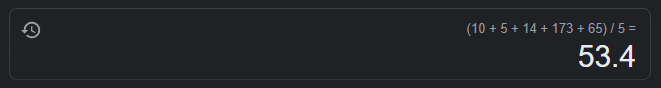 (10 + 5 + 14 + 173 + 65) / 5 =
53.4